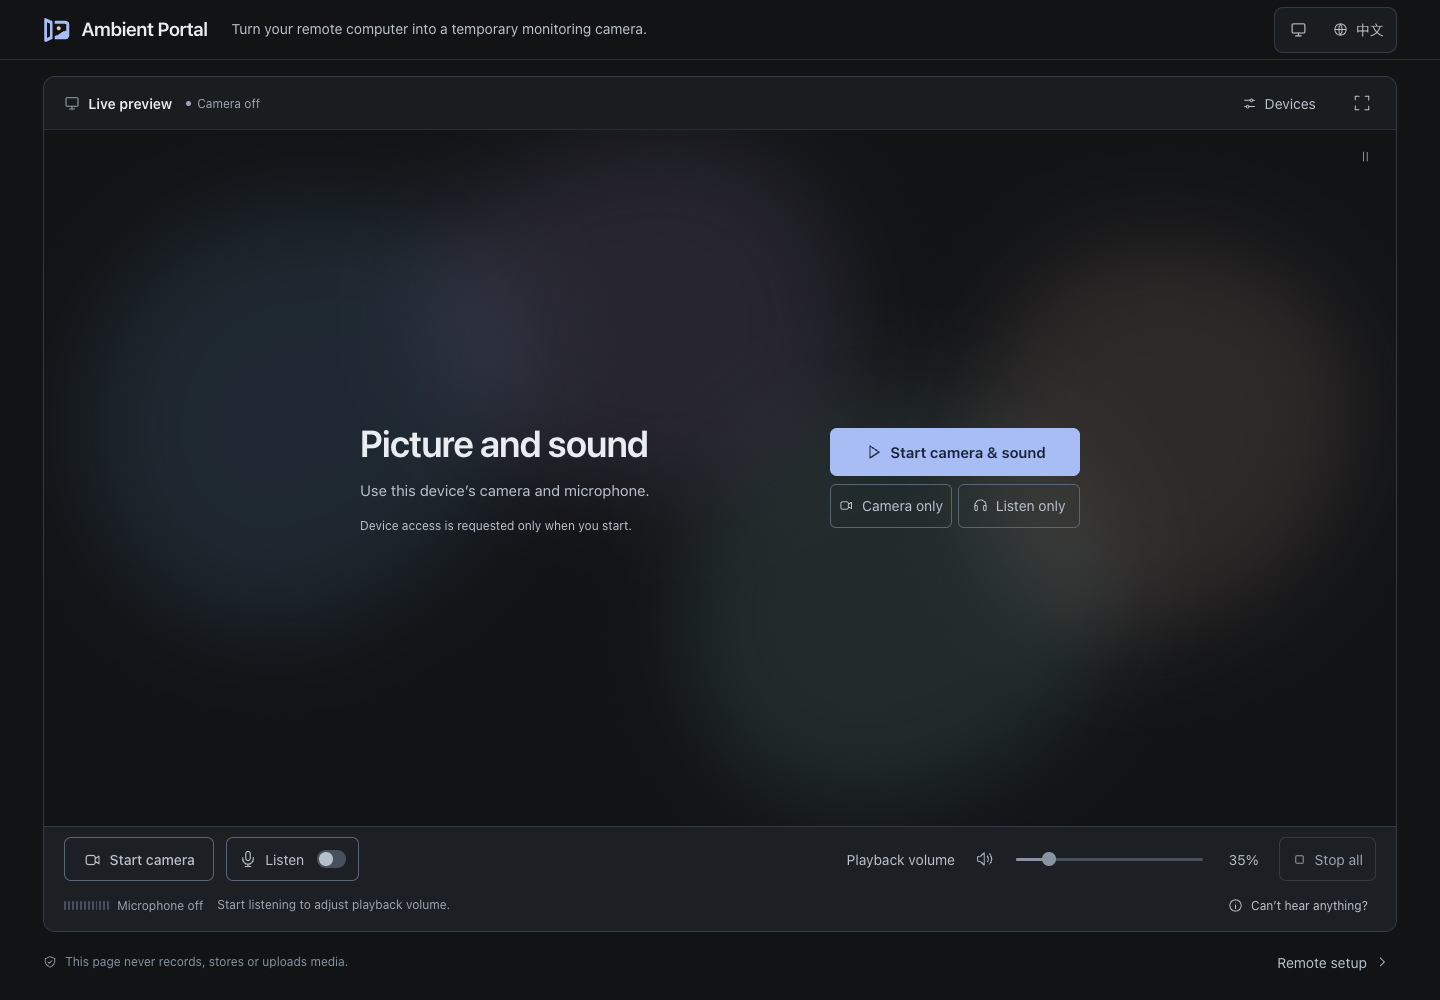 Ambient Portal
Turn your remote computer into a temporary monitoring camera.
中文
Live preview
Camera off
Devices
Picture and sound
Use this device’s camera and microphone.
Device access is requested only when you start.
Start camera & sound
Camera only
Listen only
Start camera
Listen
Playback volume
35%
Stop all
Microphone off
Start listening to adjust playback volume.
Can’t hear anything?
This page never records, stores or uploads media.
Remote setup